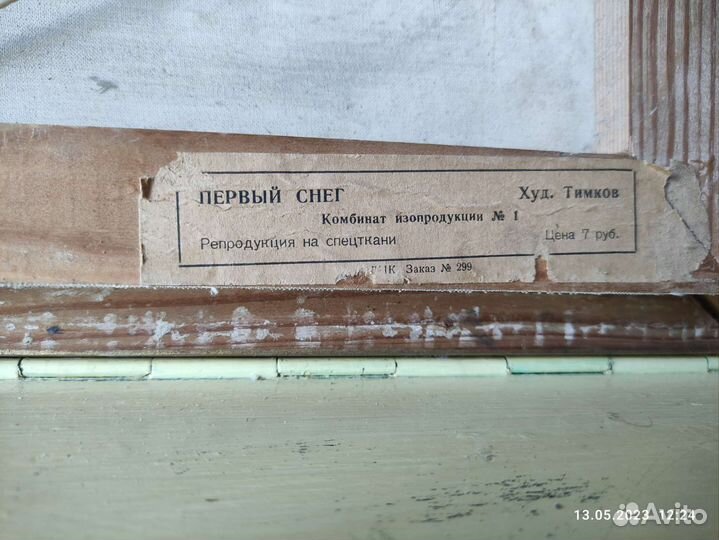 ПЕРВЫЙ СНЕГ Худ. Тимков
Комбинат изопродукции № 1
Репродукция на спецткани Цена 7 руб.
Заказ № 299
13.05.2023 12:24
Avito